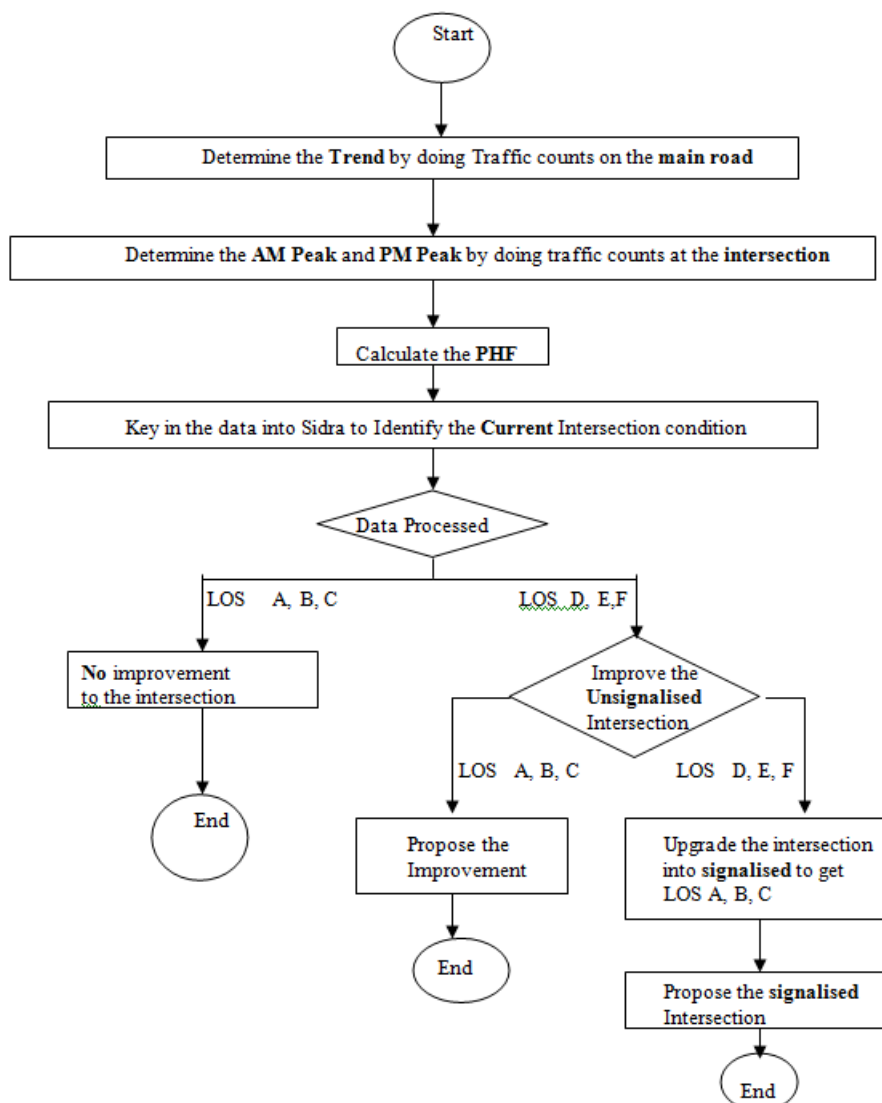 Start
Determine the Trend by doing Traffic counts on the main road
Determine the AM Peak and PM Peak by doing traffic counts at the intersection
Calculate the PHF
Key in the data into Sidra to Identify the Current Intersection condition
Data Processed
LOS A, B, C
LOS D, E,F
No improvement
to the intersection
End
Improve the
Unsignalised
Intersection
LOS A, B, C
LOS D, E, F
Propose the
Improvement
End
Upgrade the intersection
into signalised to get
LOS A, B, C
Propose the signalised
Intersection
End